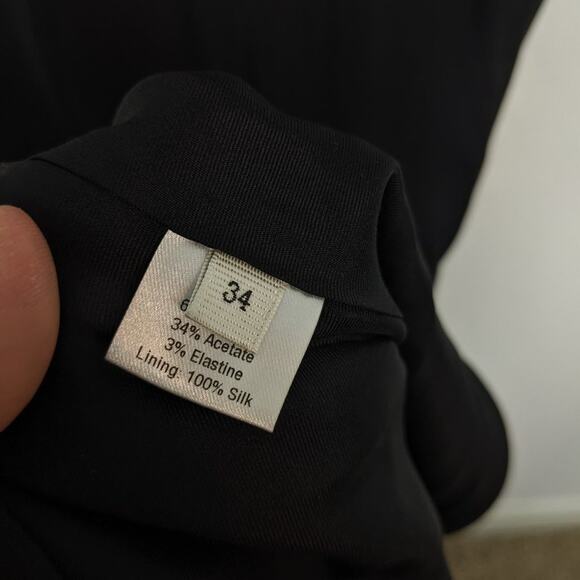 34
34% Acetate
3% Elastine
Lining: 100% Silk